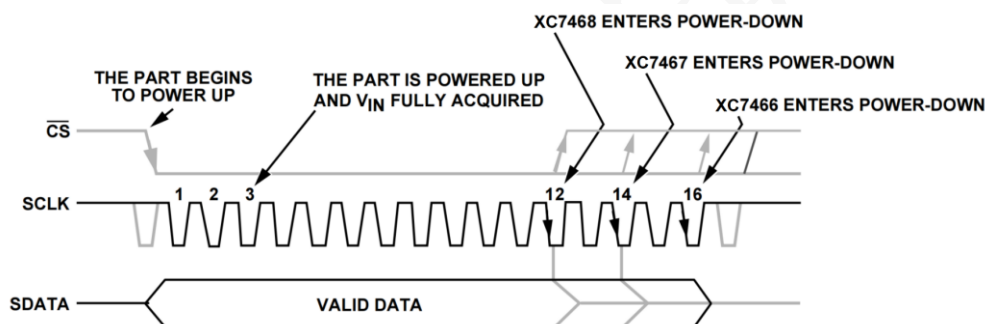 XC7468 ENTERS POWER-DOWN
XC7467 ENTERS POWER-DOWN
THE PART BEGINS
TO POWER UP
THE PART IS POWERED UP
AND VIN FULLY ACQUIRED
XC7466 ENTERS POWER-DOWN
CS
1 2 3 12 14 16
SCLK
SDATA
VALID DATA